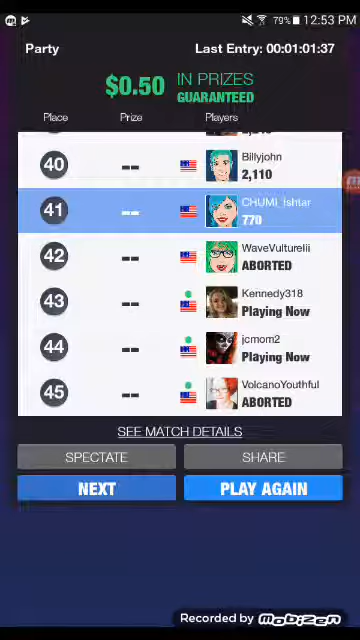 79% 12:53 PM
Party
Last Entry: 00:01:01:37
$0.50 IN PRIZES
GUARANTEED
Place Prize Players
40 -- Billyjohn
2,110
41 -- CHUMI_Ishtar
770
42 -- WaveVultureIii
ABORTED
43 -- Kennedy318
Playing Now
44 -- jcmom2
Playing Now
45 -- VolcanoYouthful
ABORTED
SEE MATCH DETAILS
SPECTATE SHARE
NEXT PLAY AGAIN
Recorded by mobizen